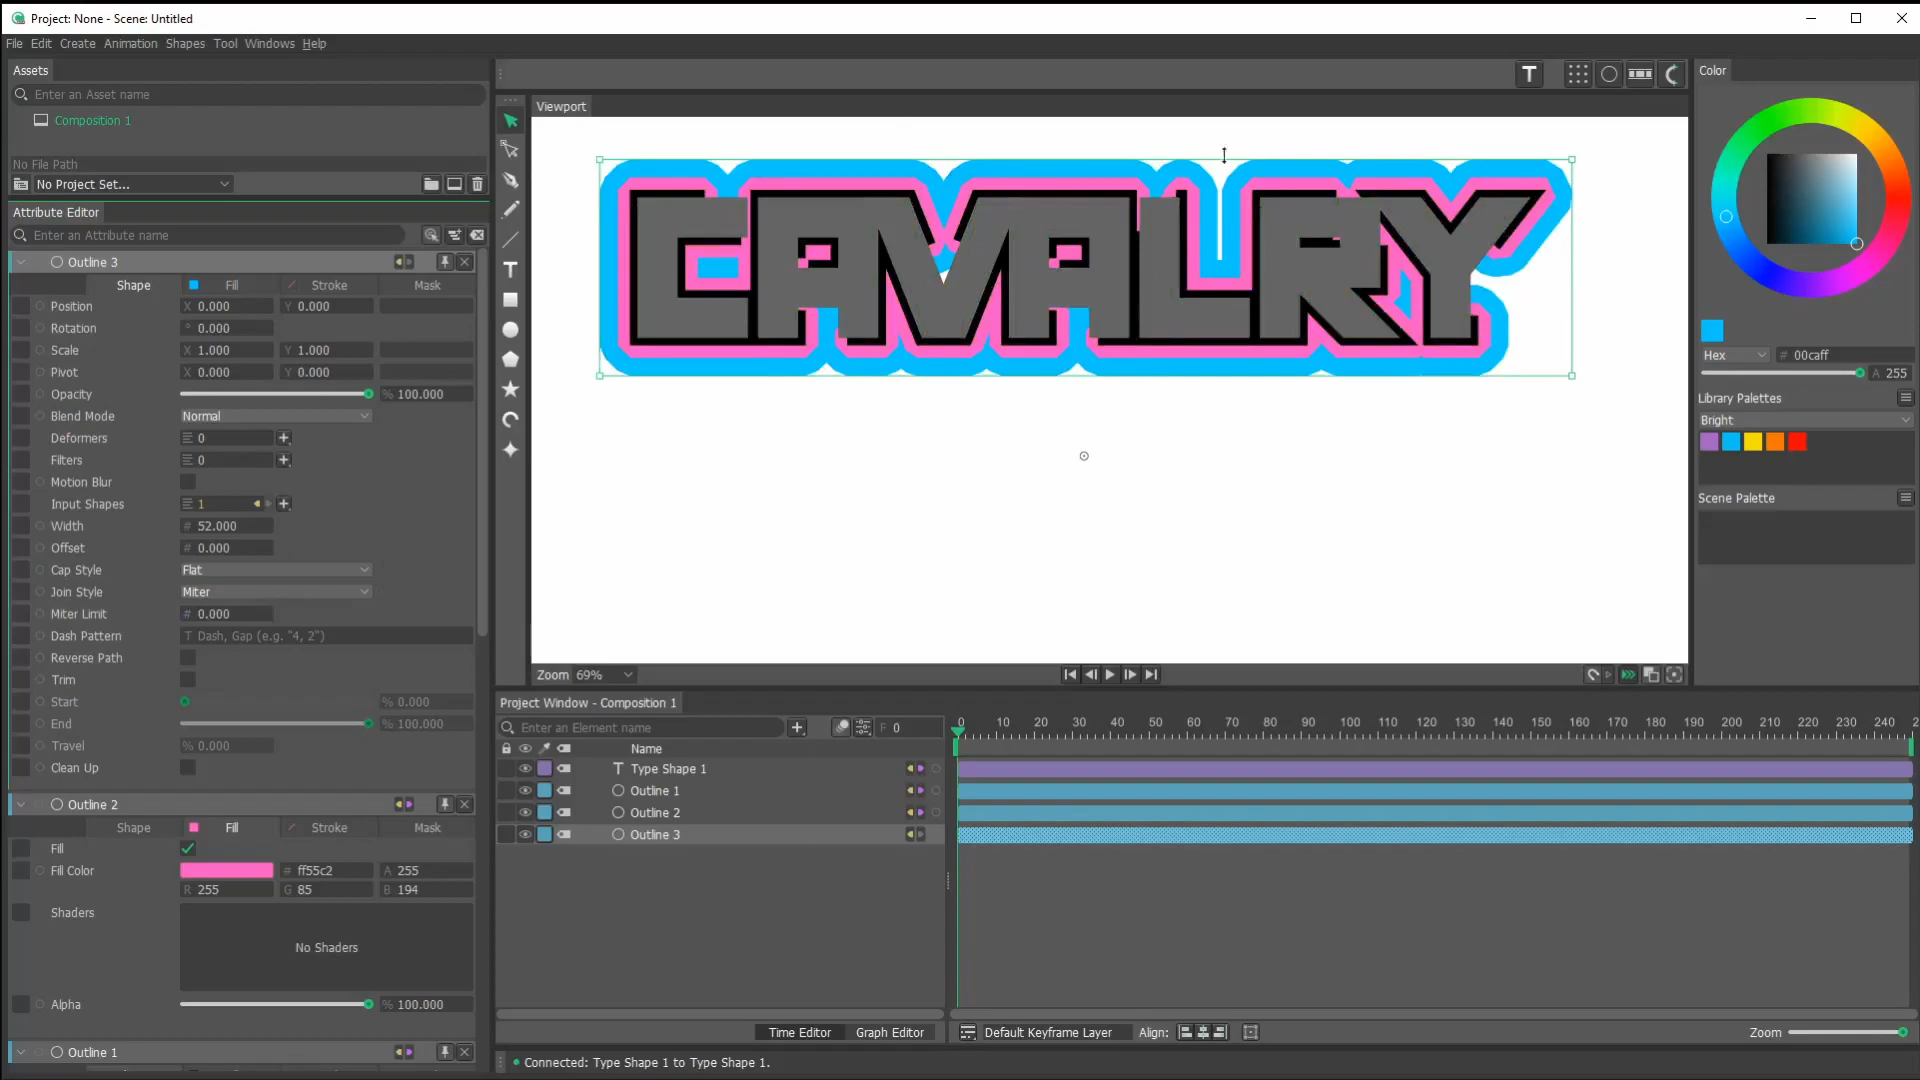 Project: None - Scene: Untitled
File Edit Create Animation Shapes Tool Windows Help
Assets
Enter an Asset name
Composition 1
No File Path
No Project Set...
Attribute Editor
Enter an Attribute name
Outline 3
Shape Fill Stroke Mask
Position X 0.000 Y 0.000
Rotation ° 0.000
Scale X 1.000 Y 1.000
Pivot X 0.000 Y 0.000
Opacity % 100.000
Blend Mode Normal
Deformers 0
Filters 0
Motion Blur
Input Shapes 1
Width # 52.000
Offset # 0.000
Cap Style Flat
Join Style Miter
Miter Limit # 0.000
Dash Pattern T Dash, Gap (e.g. "4, 2")
Reverse Path
Trim
Start % 0.000
End % 100.000
Travel % 0.000
Clean Up
Outline 2
Shape Fill Stroke Mask
Fill
Fill Color # ff55c2 A 255
R 255 G 85 B 194
Shaders
No Shaders
Alpha % 100.000
Outline 1
T
Viewport
CAVALRY
T
Zoom 69%
Color
Hex # 00caff
A 255
Library Palettes
Bright
Scene Palette
Project Window - Composition 1
Enter an Element name F 0
Name
T Type Shape 1
Outline 1
Outline 2
Outline 3
0 10 20 30 40 50 60 70 80 90 100 110 120 130 140 150 160 170 180 190 200 210 220 230 240 2
Time Editor Graph Editor
Default Keyframe Layer Align: Zoom
Connected: Type Shape 1 to Type Shape 1.